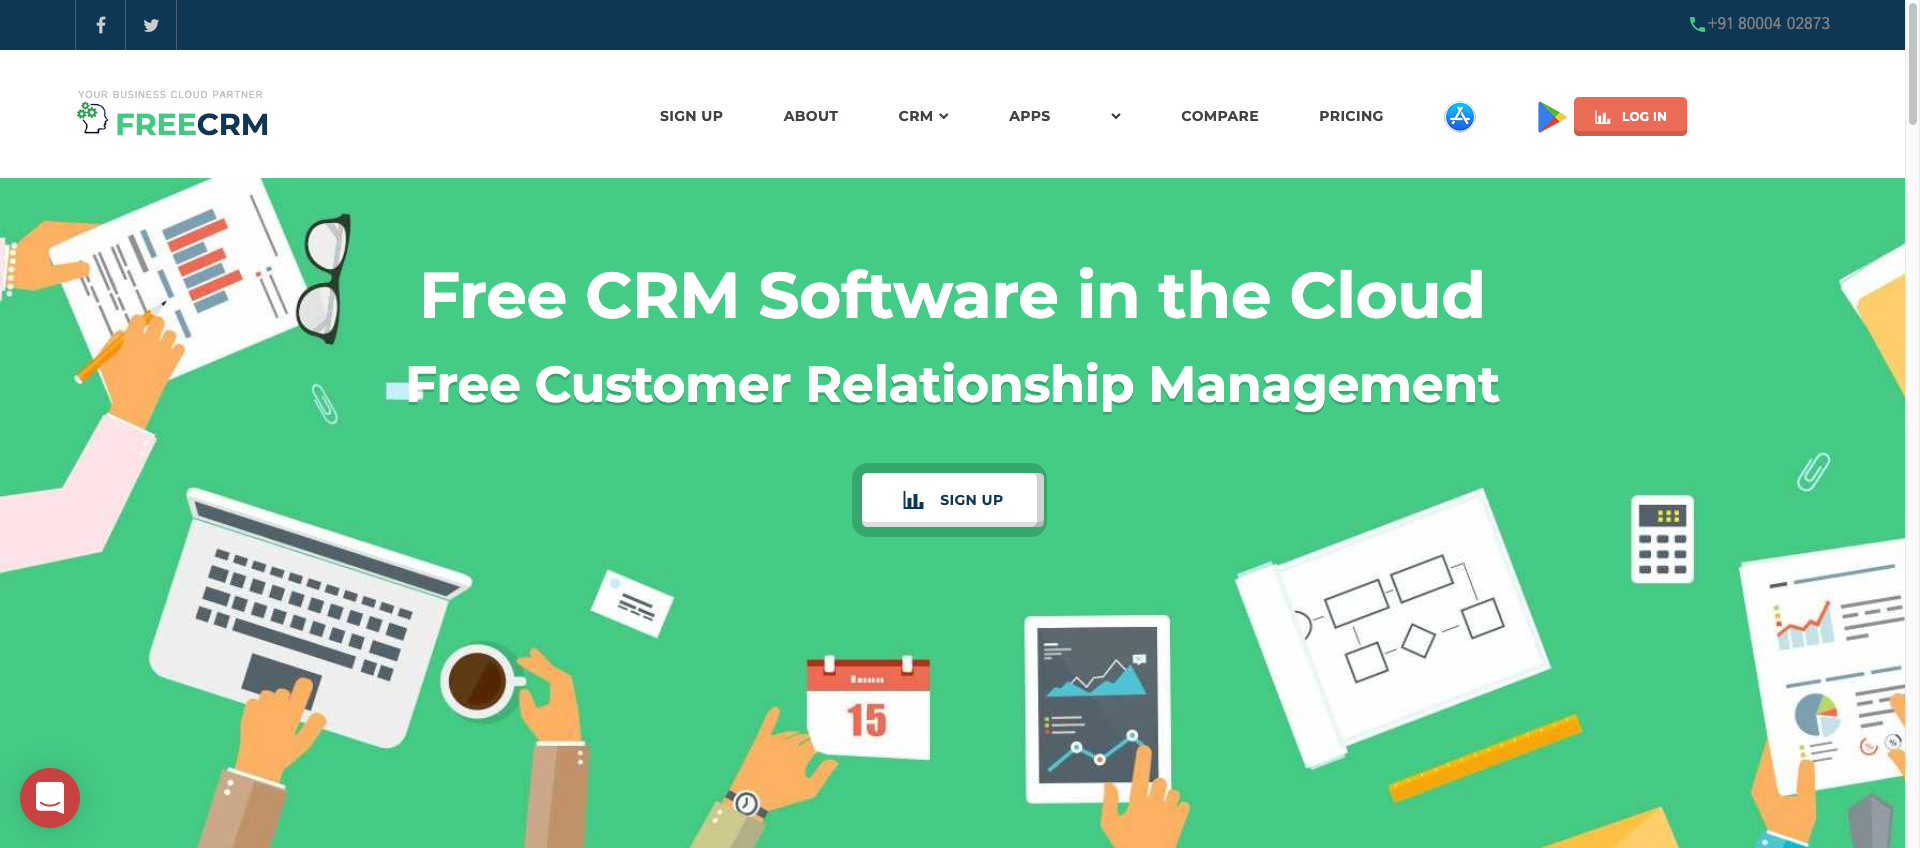 +91 80004 02873
YOUR BUSINESS CLOUD PARTNER
FREECRM
SIGN UP ABOUT CRM APPS COMPARE PRICING LOG IN
Free CRM Software in the Cloud
Free Customer Relationship Management
SIGN UP
15